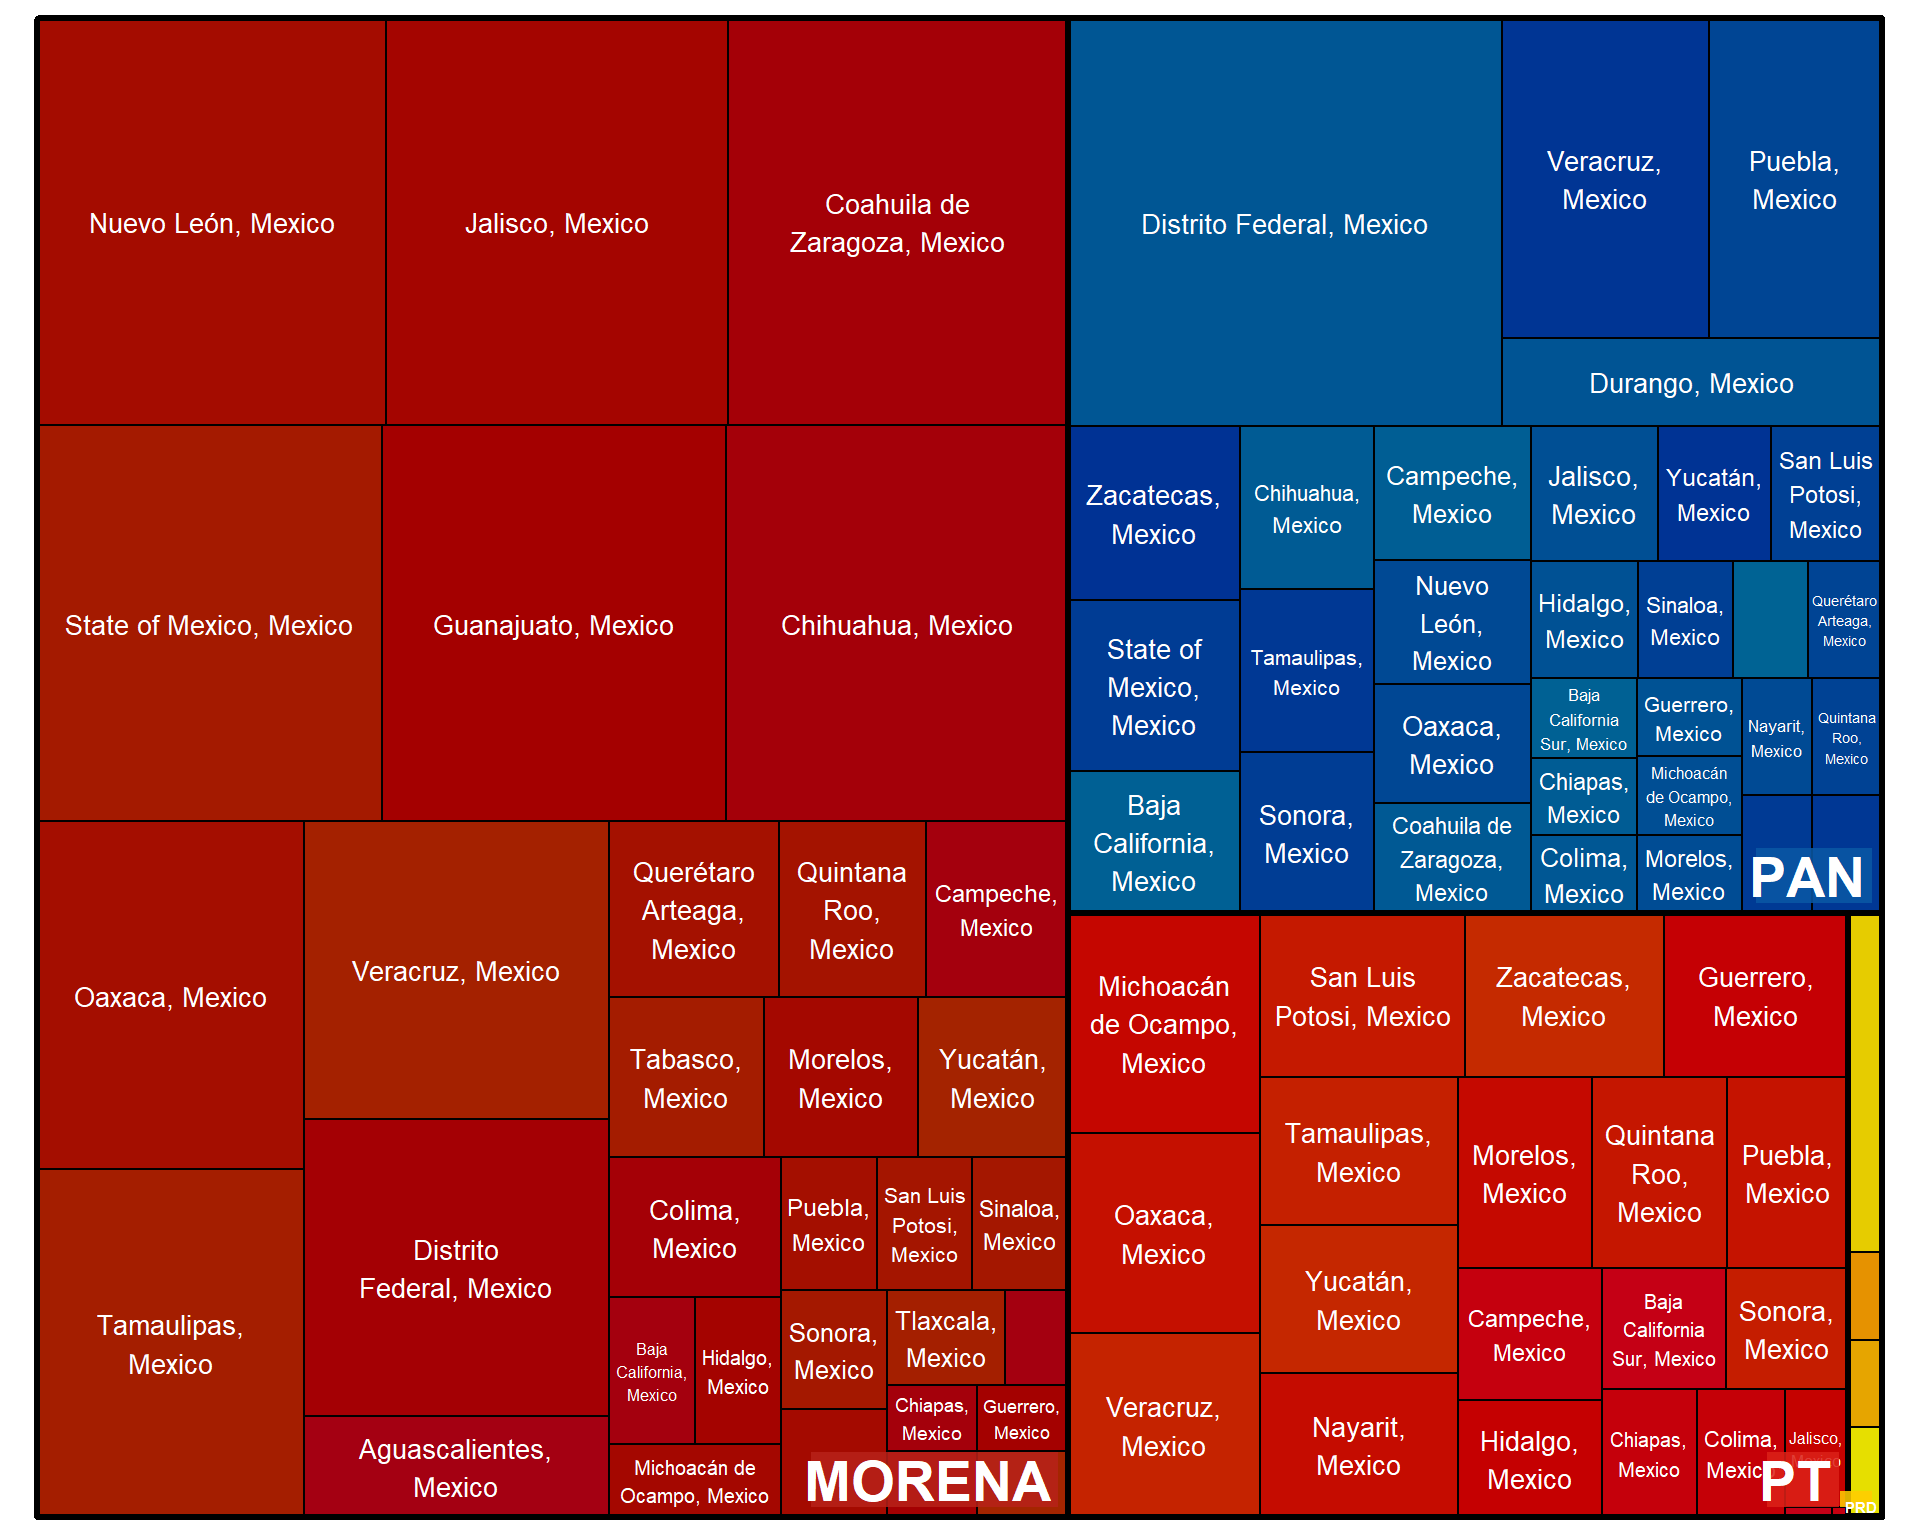 Nuevo León, Mexico
Jalisco, Mexico
Coahuila de
Zaragoza, Mexico
State of Mexico, Mexico
Guanajuato, Mexico
Chihuahua, Mexico
Oaxaca, Mexico
Tamaulipas,
Mexico
Veracruz, Mexico
Distrito
Federal, Mexico
Aguascalientes,
Mexico
Querétaro
Arteaga,
Mexico
Quintana
Roo,
Mexico
Campeche,
Mexico
Tabasco,
Mexico
Morelos,
Mexico
Yucatán,
Mexico
Colima,
Mexico
Puebla,
Mexico
San Luis
Potosi,
Mexico
Sinaloa,
Mexico
Baja
California,
Mexico
Hidalgo,
Mexico
Sonora,
Mexico
Tlaxcala,
Mexico
Chiapas,
Mexico
Guerrero,
Mexico
Michoacán de
Ocampo, Mexico
MORENA
Distrito Federal, Mexico
Veracruz,
Mexico
Puebla,
Mexico
Durango, Mexico
Zacatecas,
Mexico
Chihuahua,
Mexico
Campeche,
Mexico
Jalisco,
Mexico
Yucatán,
Mexico
San Luis
Potosi,
Mexico
State of
Mexico,
Mexico
Tamaulipas,
Mexico
Nuevo
León,
Mexico
Hidalgo,
Mexico
Sinaloa,
Mexico
Querétaro
Arteaga,
Mexico
Baja
California,
Mexico
Sonora,
Mexico
Oaxaca,
Mexico
Coahuila de
Zaragoza,
Mexico
Baja
California
Sur, Mexico
Guerrero,
Mexico
Nayarit,
Mexico
Quintana
Roo,
Mexico
Chiapas,
Mexico
Michoacán
de Ocampo,
Mexico
Colima,
Mexico
Morelos,
Mexico
PAN
Michoacán
de Ocampo,
Mexico
San Luis
Potosi, Mexico
Zacatecas,
Mexico
Guerrero,
Mexico
Oaxaca,
Mexico
Tamaulipas,
Mexico
Morelos,
Mexico
Quintana
Roo,
Mexico
Puebla,
Mexico
Veracruz,
Mexico
Yucatán,
Mexico
Campeche,
Mexico
Baja
California
Sur, Mexico
Sonora,
Mexico
Nayarit,
Mexico
Hidalgo,
Mexico
Chiapas,
Mexico
Colima,
Mexico
Jalisco,
PT
PRD